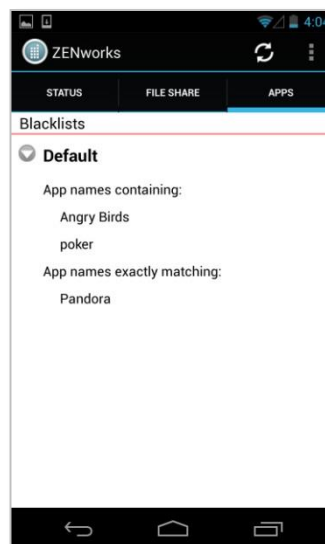 4:04
ZENworks
STATUS FILE SHARE APPS
Blacklists
Default
App names containing:
Angry Birds
poker
App names exactly matching:
Pandora